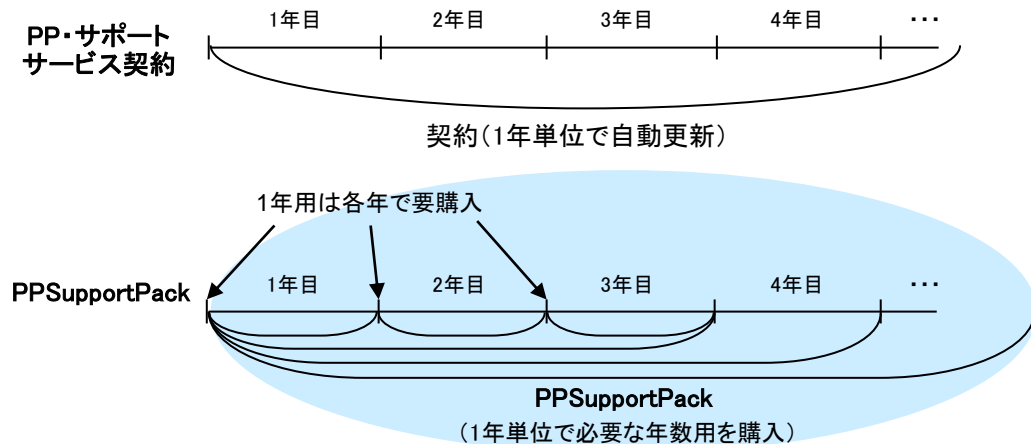 1年目 2年目 3年目 4年目 ･･･
PP・サポート
サービス契約
契約（1年単位で自動更新）
1年用は各年で要購入
1年目 2年目 3年目 4年目 ･･･
PPSupportPack
PPSupportPack
（1年単位で必要な年数用を購入）